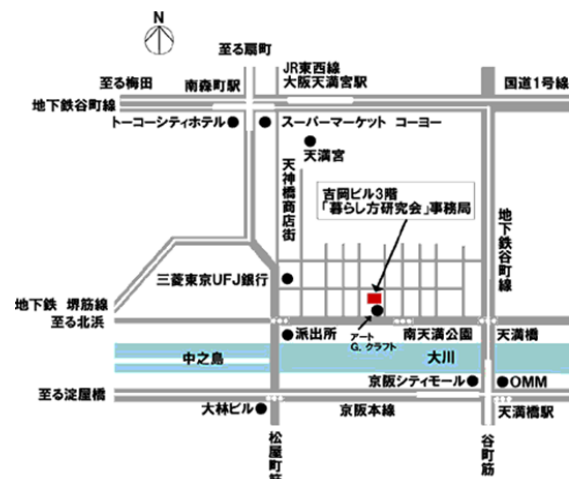 N
至る扇町
JR東西線
大阪天満宮駅
至る梅田
南森町駅
国道1号線
地下鉄谷町線
トーコーシティホテル
スーパーマーケット コーヨー
天満宮
天神橋商店街
吉岡ビル3階
「暮らし方研究会」事務局
地下鉄谷町線
三菱東京UFJ銀行
地下鉄 堺筋線
至る北浜
派出所
アート
G. クラフト
南天満公園
天満橋
中之島
大川
京阪シティモール
OMM
至る淀屋橋
大林ビル
京阪本線
天満橋駅
松屋町筋
谷町筋